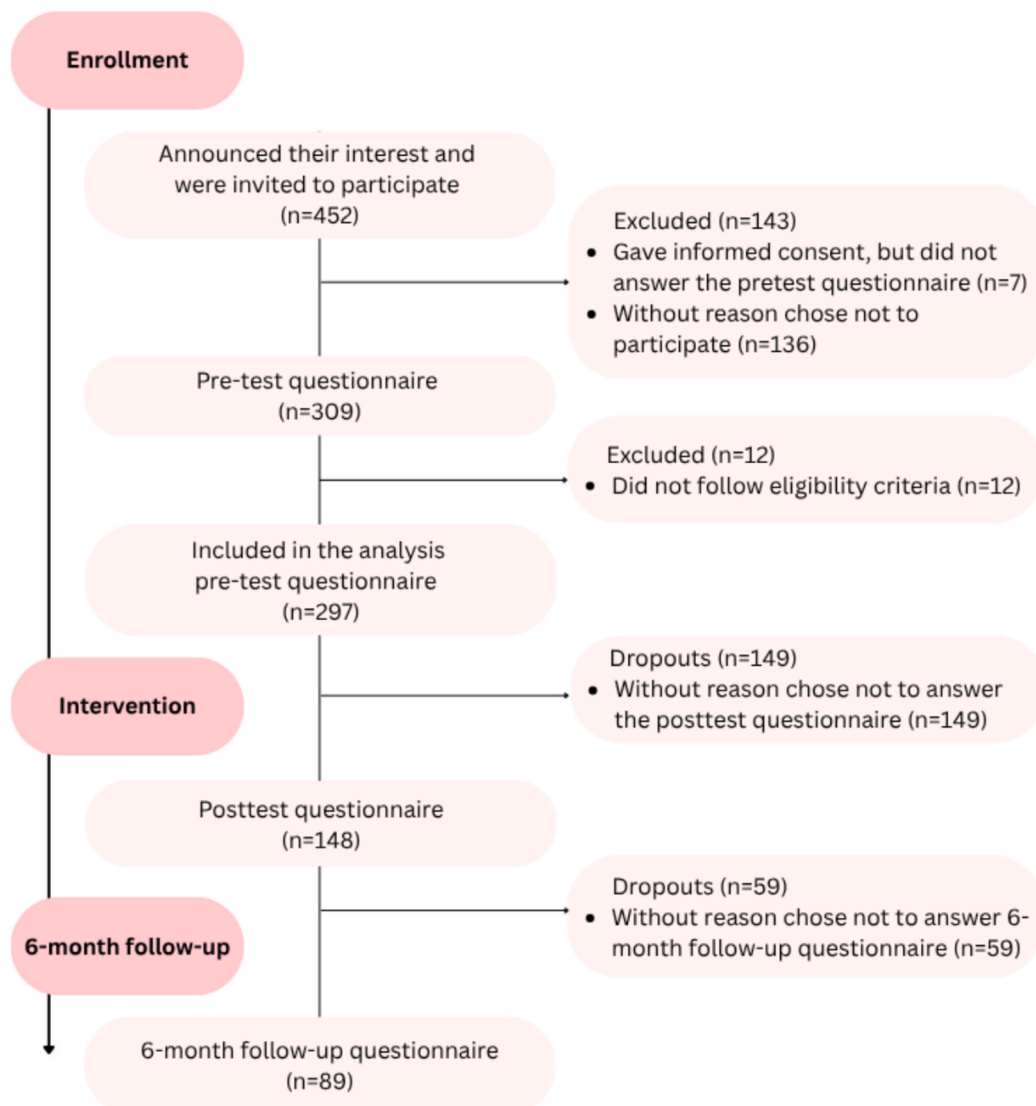 Enrollment
Announced their interest and
were invited to participate
(n=452)
Excluded (n=143)
• Gave informed consent, but did not
answer the pretest questionnaire (n=7)
• Without reason chose not to
participate (n=136)
Pre-test questionnaire
(n=309)
Excluded (n=12)
• Did not follow eligibility criteria (n=12)
Included in the analysis
pre-test questionnaire
(n=297)
Dropouts (n=149)
• Without reason chose not to answer
the posttest questionnaire (n=149)
Intervention
Posttest questionnaire
(n=148)
Dropouts (n=59)
• Without reason chose not to answer 6-
month follow-up questionnaire (n=59)
6-month follow-up
6-month follow-up questionnaire
(n=89)